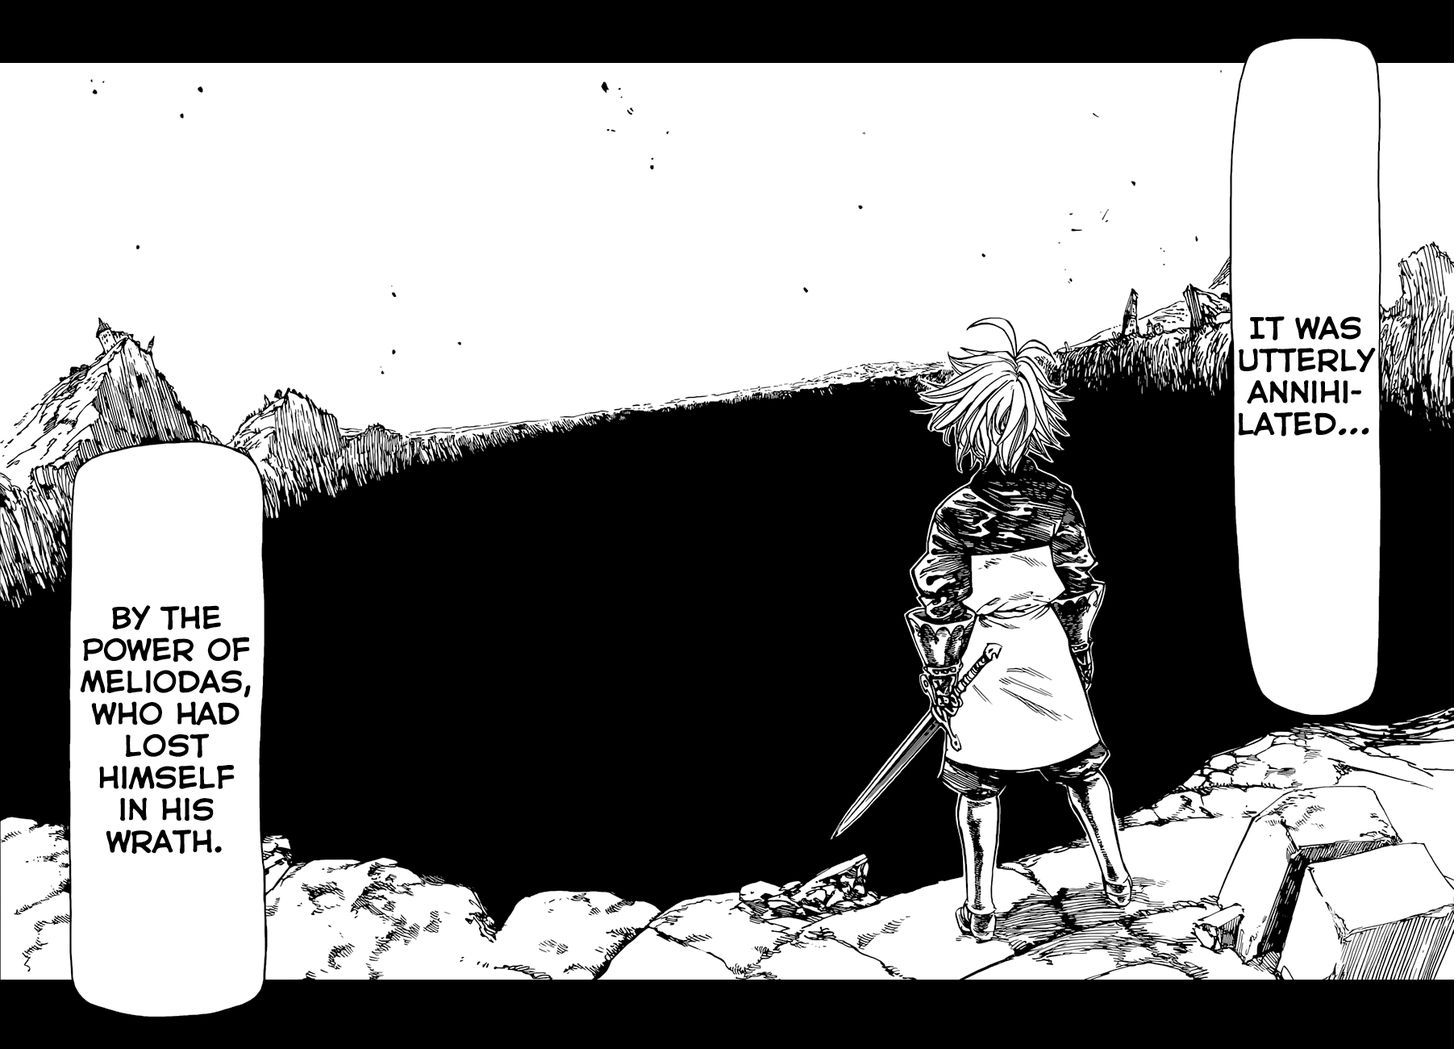 IT WAS
UTTERLY
ANNIHI-
LATED...
BY THE
POWER OF
MELIODAS,
WHO HAD
LOST
HIMSELF
IN HIS
WRATH.